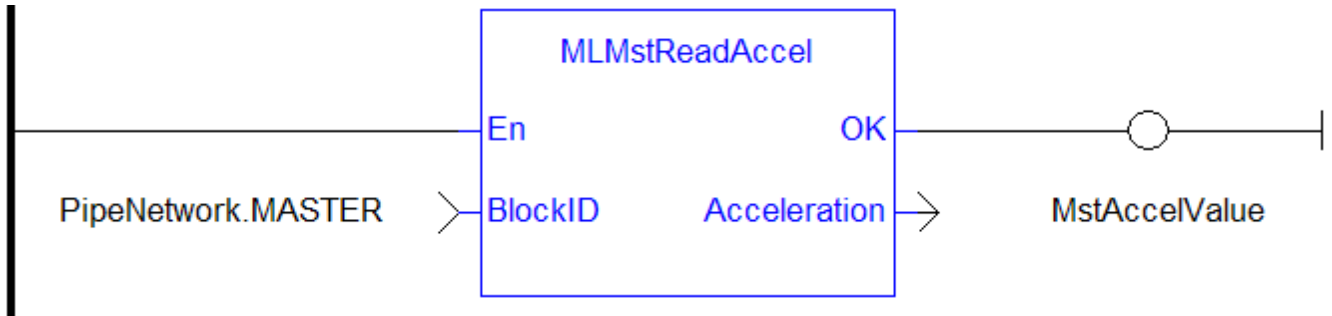 MLMstReadAccel
En OK
PipeNetwork.MASTER BlockID Acceleration MstAccelValue